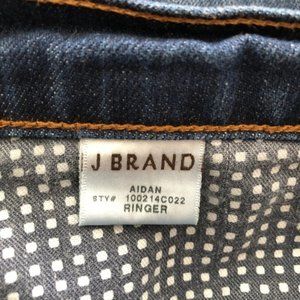 J BRAND
AIDAN
STY# 100214C022
RINGER